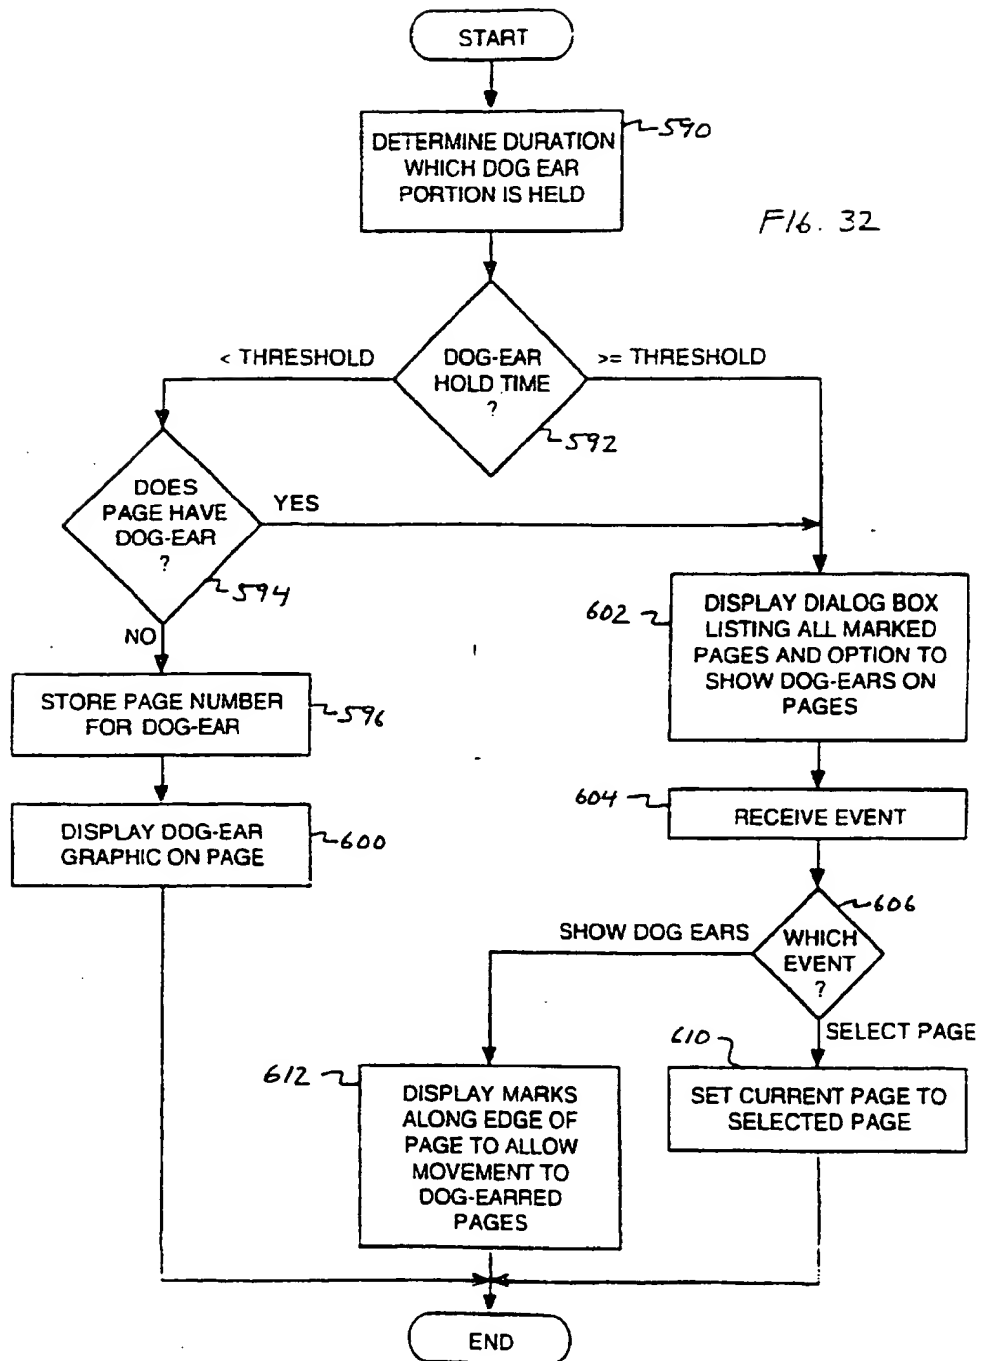 START
DETERMINE DURATION
WHICH DOG EAR
PORTION IS HELD
590
FIG. 32
< THRESHOLD
DOG-EAR
HOLD TIME
?
>= THRESHOLD
592
DOES
PAGE HAVE
DOG-EAR
?
YES
594
NO
602
DISPLAY DIALOG BOX
LISTING ALL MARKED
PAGES AND OPTION TO
SHOW DOG-EARS ON
PAGES
STORE PAGE NUMBER
FOR DOG-EAR
596
604
RECEIVE EVENT
DISPLAY DOG-EAR
GRAPHIC ON PAGE
600
606
SHOW DOG EARS
WHICH
EVENT
?
SELECT PAGE
610
612
DISPLAY MARKS
ALONG EDGE OF
PAGE TO ALLOW
MOVEMENT TO
DOG-EARRED
PAGES
SET CURRENT PAGE TO
SELECTED PAGE
END